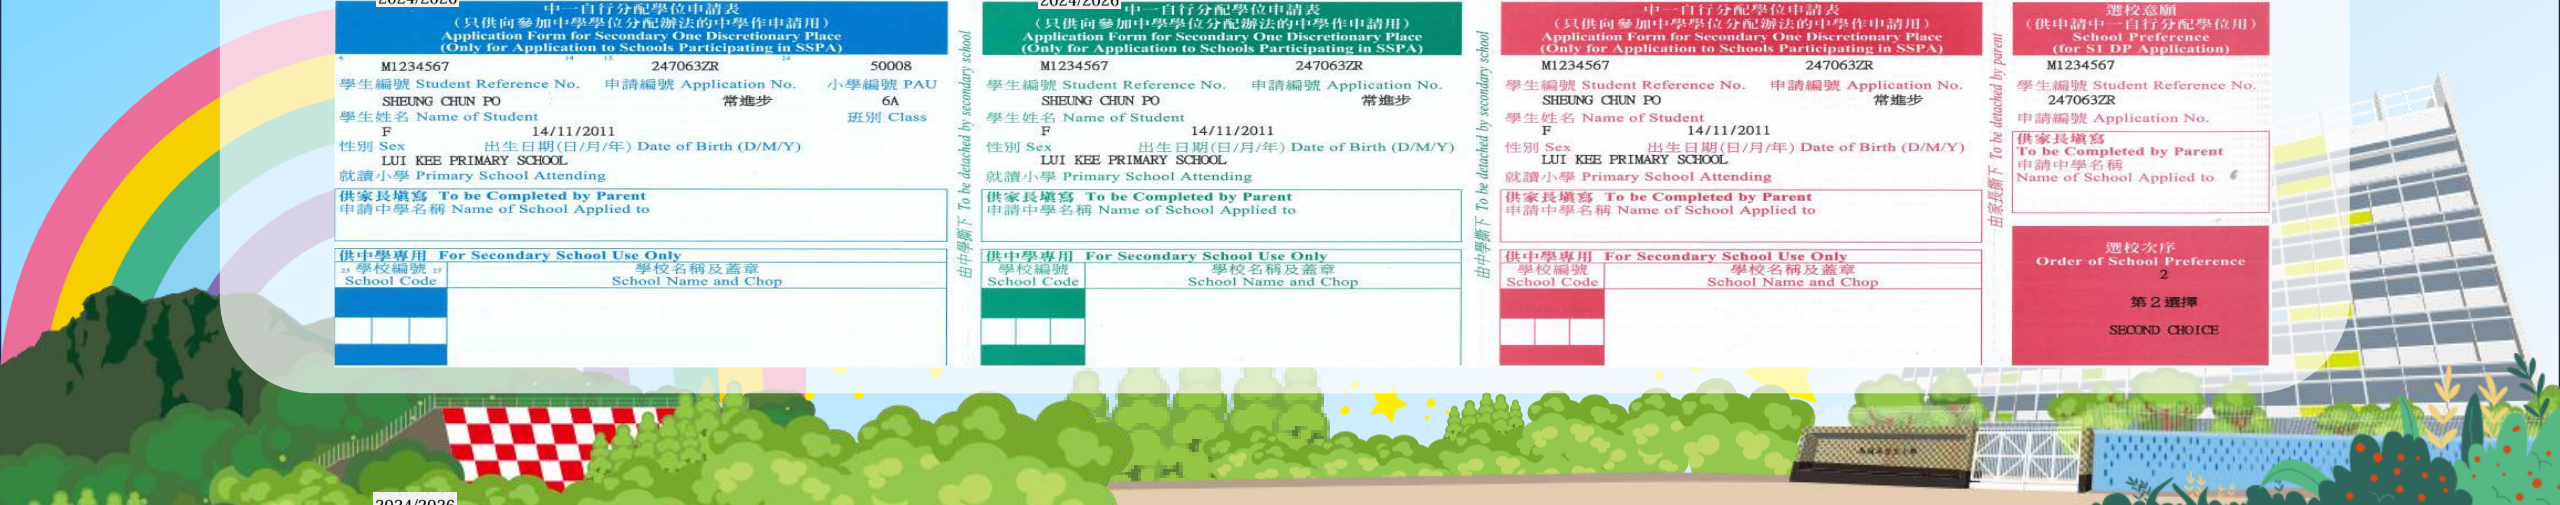 2024/2026
中一自行分配學位申請表
(只供向參加中學學位分配辦法的中學作申請用)
Application Form for Secondary One Discretionary Place
(Only for Application to Schools Participating in SSPA)
6 14 15 24
M1234567 247063ZR 50008
學生編號 Student Reference No. 申請編號 Application No. 小學編號 PAU
SHEUNG CHUN PO 常進步 6A
學生姓名 Name of Student 班別 Class
F 14/11/2011
性別 Sex 出生日期(日/月/年) Date of Birth (D/M/Y)
LUI KEE PRIMARY SCHOOL
就讀小學 Primary School Attending
供家長填寫 To be Completed by Parent
申請中學名稱 Name of School Applied to
供中學專用 For Secondary School Use Only
25 學校編號 27 學校名稱及蓋章
School Code School Name and Chop
由中學撕下 To be detached by secondary school
2024/2026
中一自行分配學位申請表
(只供向參加中學學位分配辦法的中學作申請用)
Application Form for Secondary One Discretionary Place
(Only for Application to Schools Participating in SSPA)
M1234567 247063ZR
學生編號 Student Reference No. 申請編號 Application No.
SHEUNG CHUN PO 常進步
學生姓名 Name of Student
F 14/11/2011
性別 Sex 出生日期(日/月/年) Date of Birth (D/M/Y)
LUI KEE PRIMARY SCHOOL
就讀小學 Primary School Attending
供家長填寫 To be Completed by Parent
申請中學名稱 Name of School Applied to
供中學專用 For Secondary School Use Only
學校編號 學校名稱及蓋章
School Code School Name and Chop
由中學撕下 To be detached by secondary school
中一自行分配學位申請表
(只供向參加中學學位分配辦法的中學作申請用)
Application Form for Secondary One Discretionary Place
(Only for Application to Schools Participating in SSPA)
M1234567 247063ZR
學生編號 Student Reference No. 申請編號 Application No.
SHEUNG CHUN PO 常進步
學生姓名 Name of Student
F 14/11/2011
性別 Sex 出生日期(日/月/年) Date of Birth (D/M/Y)
LUI KEE PRIMARY SCHOOL
就讀小學 Primary School Attending
供家長填寫 To be Completed by Parent
申請中學名稱 Name of School Applied to
供中學專用 For Secondary School Use Only
學校編號 學校名稱及蓋章
School Code School Name and Chop
由家長撕下 To be detached by parent
選校意願
(供申請中一自行分配學位用)
School Preference
(for S1 DP Application)
M1234567
學生編號 Student Reference No.
247063ZR
申請編號 Application No.
供家長填寫
To be Completed by Parent
申請中學名稱
Name of School Applied to
選校次序
Order of School Preference
2
第2選擇
SECOND CHOICE
2024/2026